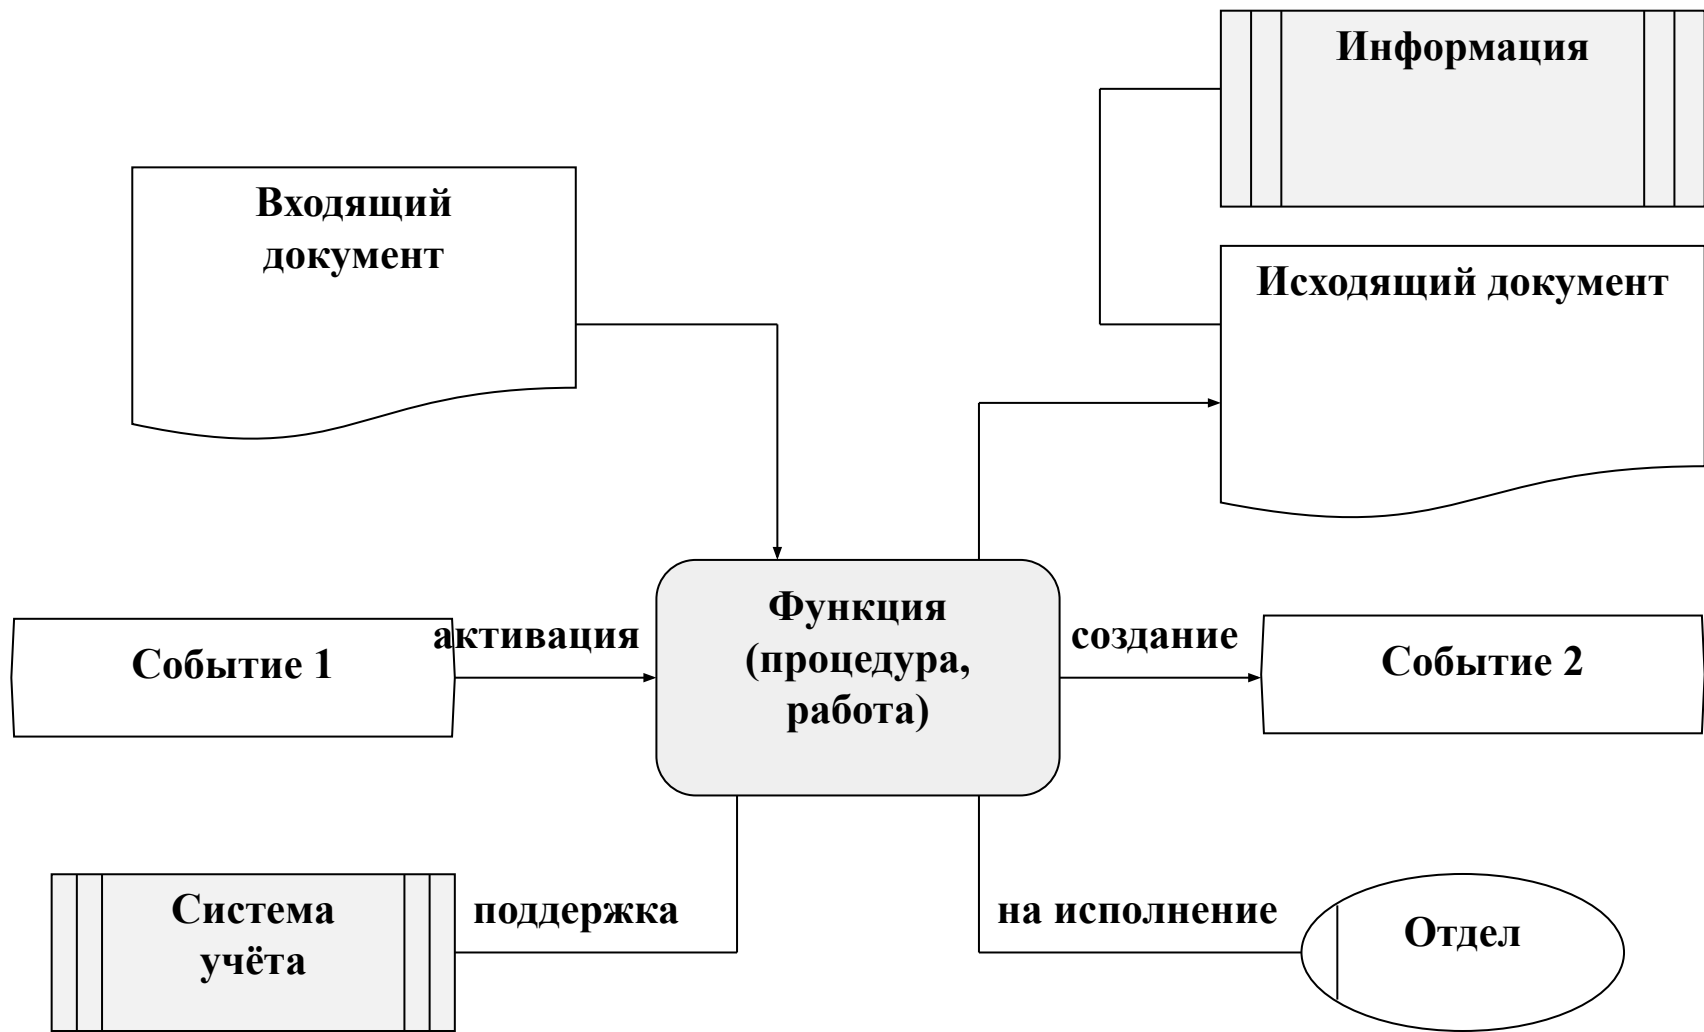 Информация
Входящий
документ
Исходящий документ
Событие 1
активация
Функция
(процедура,
работа)
создание
Событие 2
Система
учёта
поддержка
на исполнение
Отдел